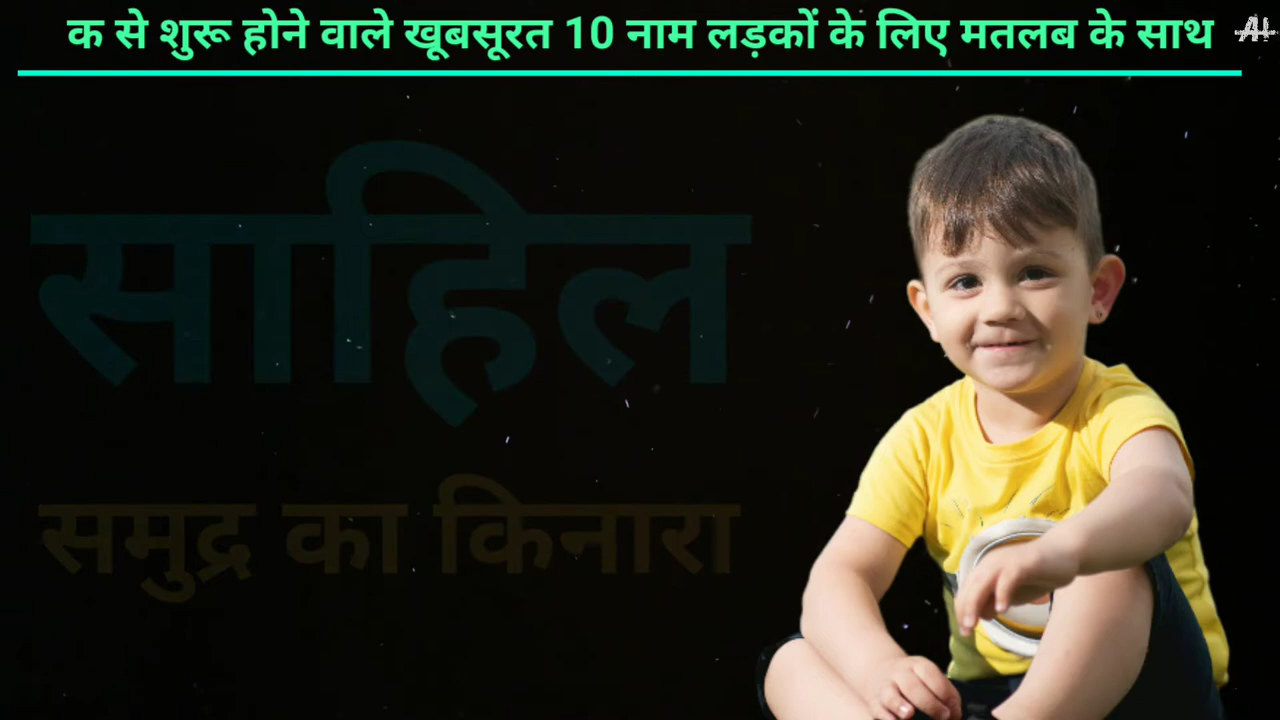 क से शुरू होने वाले खूबसूरत 10 नाम लड़कों के लिए मतलब के साथ
साहिल
समुद्र का किनारा